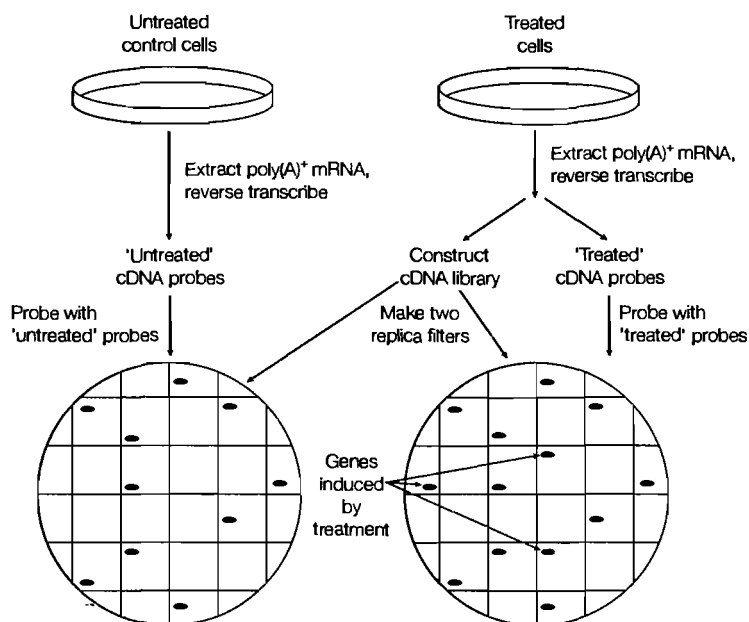 Untreated
control cells
Treated
cells
Extract poly(A)+ mRNA,
reverse transcribe
Extract poly(A)+ mRNA,
reverse transcribe
'Untreated'
cDNA probes
Construct
cDNA library
'Treated'
cDNA probes
Probe with
'untreated' probes
Make two
replica filters
Probe with
'treated' probes
Genes
induced
by
treatment